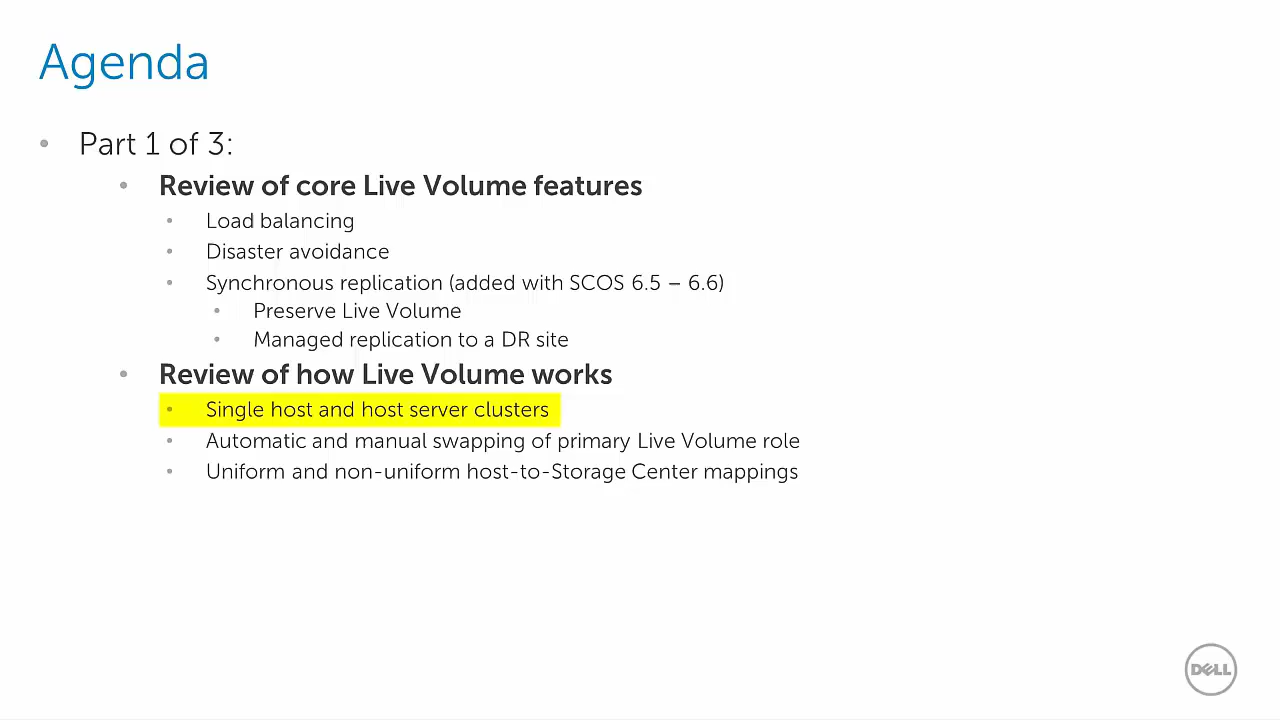 Agenda
• Part 1 of 3:
• Review of core Live Volume features
• Load balancing
• Disaster avoidance
• Synchronous replication (added with SCOS 6.5 – 6.6)
• Preserve Live Volume
• Managed replication to a DR site
• Review of how Live Volume works
• Single host and host server clusters
• Automatic and manual swapping of primary Live Volume role
• Uniform and non-uniform host-to-Storage Center mappings
DELL